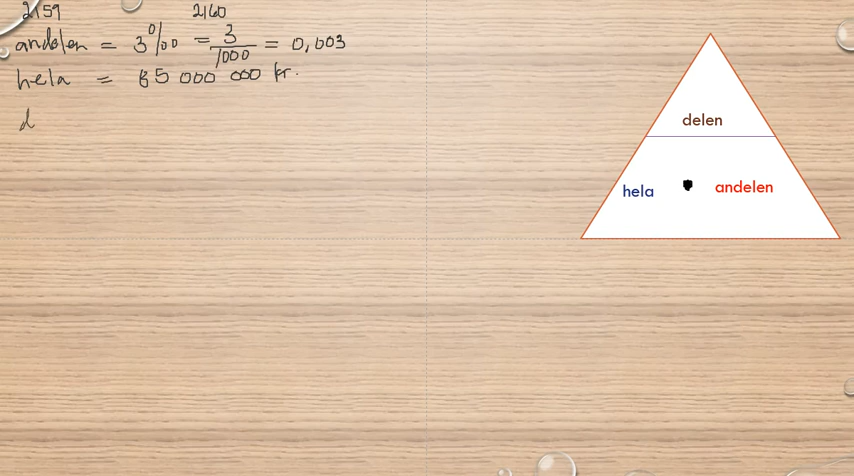 2159 2160
andelen = 3‰ = 3/1000 = 0,003
hela = 85 000 000 kr.
d
delen
hela • andelen